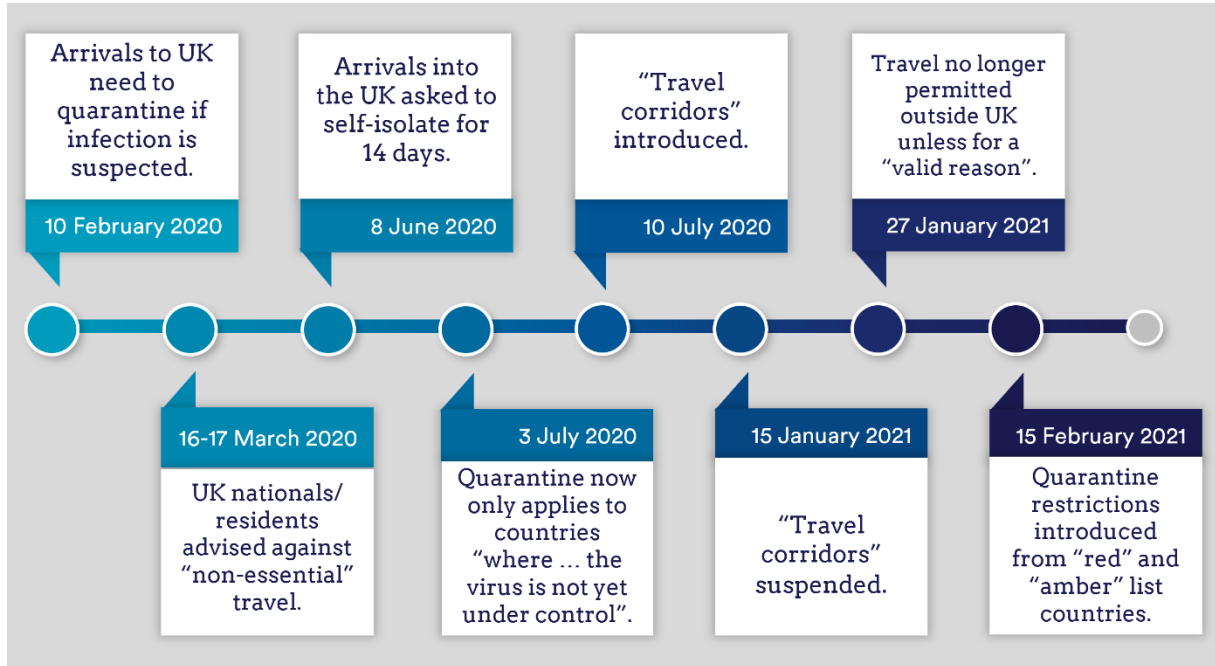 Arrivals to UK
need to
quarantine if
infection is
suspected.
10 February 2020
16-17 March 2020
UK nationals/
residents
advised against
“non-essential”
travel.
Arrivals into
the UK asked to
self-isolate for
14 days.
8 June 2020
3 July 2020
Quarantine now
only applies to
countries
“where … the
virus is not yet
under control”.
“Travel
corridors”
introduced.
10 July 2020
15 January 2021
“Travel
corridors”
suspended.
Travel no longer
permitted
outside UK
unless for a
“valid reason”.
27 January 2021
15 February 2021
Quarantine
restrictions
introduced
from “red” and
“amber” list
countries.